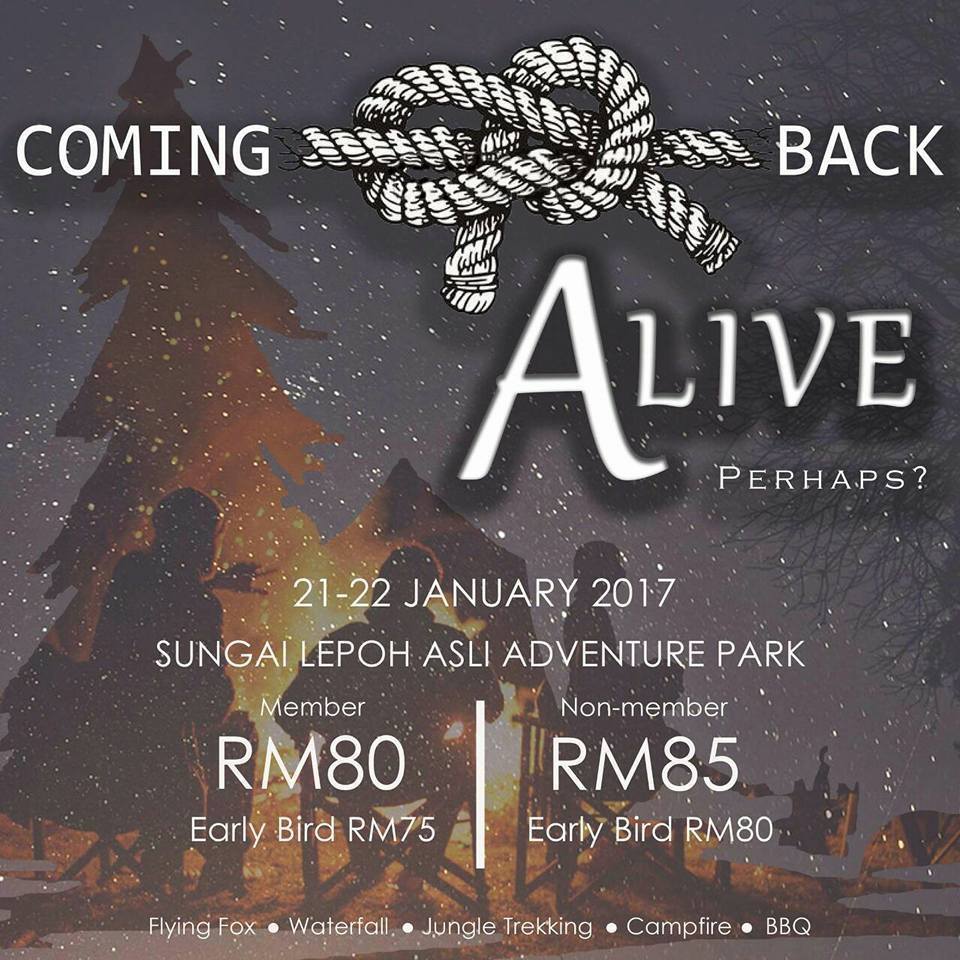 COMING BACK
ALIVE
PERHAPS?
21-22 JANUARY 2017
SUNGAI LEPOH ASLI ADVENTURE PARK
Member Non-member
RM80 RM85
Early Bird RM75 Early Bird RM80
Flying Fox ● Waterfall ● Jungle Trekking ● Campfire ● BBQ